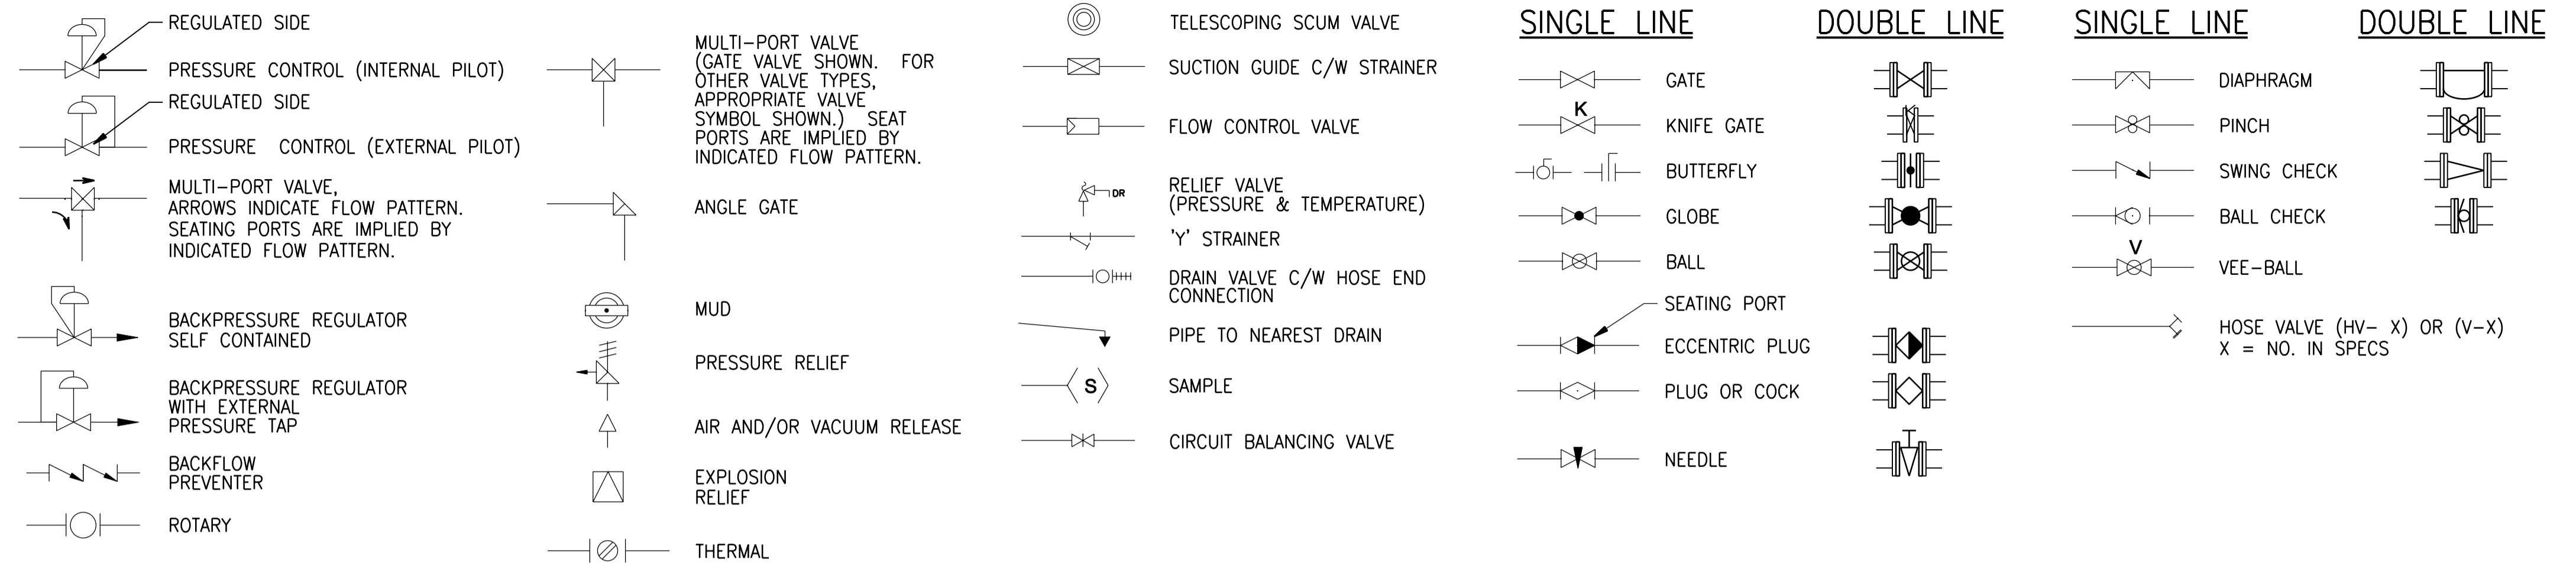 REGULATED SIDE
PRESSURE CONTROL (INTERNAL PILOT)
REGULATED SIDE
PRESSURE CONTROL (EXTERNAL PILOT)
MULTI-PORT VALVE,
ARROWS INDICATE FLOW PATTERN.
SEATING PORTS ARE IMPLIED BY
INDICATED FLOW PATTERN.
BACKPRESSURE REGULATOR
SELF CONTAINED
BACKPRESSURE REGULATOR
WITH EXTERNAL
PRESSURE TAP
BACKFLOW
PREVENTER
ROTARY
MULTI-PORT VALVE
(GATE VALVE SHOWN. FOR
OTHER VALVE TYPES,
APPROPRIATE VALVE
SYMBOL SHOWN.) SEAT
PORTS ARE IMPLIED BY
INDICATED FLOW PATTERN.
ANGLE GATE
MUD
PRESSURE RELIEF
AIR AND/OR VACUUM RELEASE
EXPLOSION
RELIEF
THERMAL
TELESCOPING SCUM VALVE
SUCTION GUIDE C/W STRAINER
FLOW CONTROL VALVE
DR
RELIEF VALVE
(PRESSURE & TEMPERATURE)
'Y' STRAINER
DRAIN VALVE C/W HOSE END
CONNECTION
PIPE TO NEAREST DRAIN
S
SAMPLE
CIRCUIT BALANCING VALVE
SINGLE LINE DOUBLE LINE
GATE
K
KNIFE GATE
BUTTERFLY
GLOBE
BALL
SEATING PORT
ECCENTRIC PLUG
PLUG OR COCK
NEEDLE
SINGLE LINE DOUBLE LINE
DIAPHRAGM
PINCH
SWING CHECK
BALL CHECK
V
VEE-BALL
HOSE VALVE (HV- X) OR (V-X)
X = NO. IN SPECS